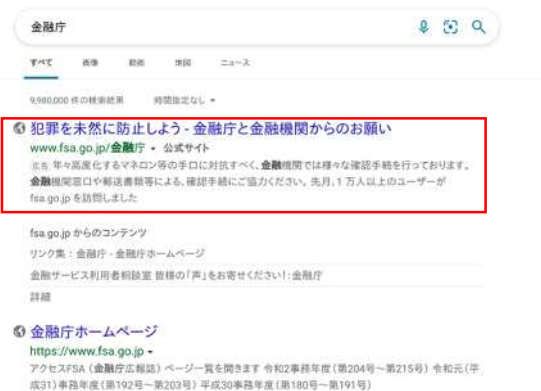 金融庁
すべて 画像 動画 地図 ニュース
9,980,000 件の検索結果 時間指定なし
犯罪を未然に防止しよう - 金融庁と金融機関からのお願い
www.fsa.go.jp/金融庁 • 公式サイト
広告 年々高度化するマネロン等の手口に対抗すべく、金融機関では様々な確認手続を行っております。
金融機関窓口や郵送書類等による、確認手続にご協力ください。先月、1 万人以上のユーザーが
fsa.go.jp を訪問しました
fsa.go.jp からのコンテンツ
リンク集：金融庁 - 金融庁ホームページ
金融サービス利用者相談室 皆様の「声」をお寄せください！:金融庁
詳細
金融庁ホームページ
https://www.fsa.go.jp
アクセスFSA (金融庁広報誌) ページ一覧を開きます 令和2事務年度（第204号～第215号）令和元(平
成31)事務年度（第192号～第203号）平成30事務年度（第180号～第191号）